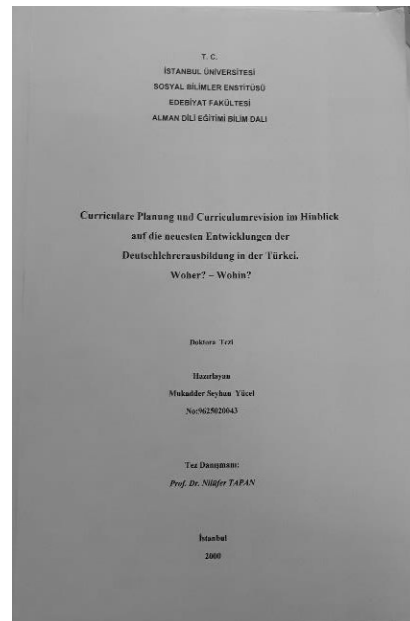 T. C.
İSTANBUL ÜNİVERSİTESİ
SOSYAL BİLİMLER ENSTİTÜSÜ
EDEBİYAT FAKÜLTESİ
ALMAN DİLİ EĞİTİMİ BİLİM DALI
Curriculare Planung und Curriculumrevision im Hinblick
auf die neuesten Entwicklungen der
Deutschlehrerausbildung in der Türkei.
Woher? – Wohin?
Doktora Tezi
Hazırlayan
Mukadder Seyhan Yücel
No:9625020043
Tez Danışmanı:
Prof. Dr. Nilüfer TAPAN
İstanbul
2000